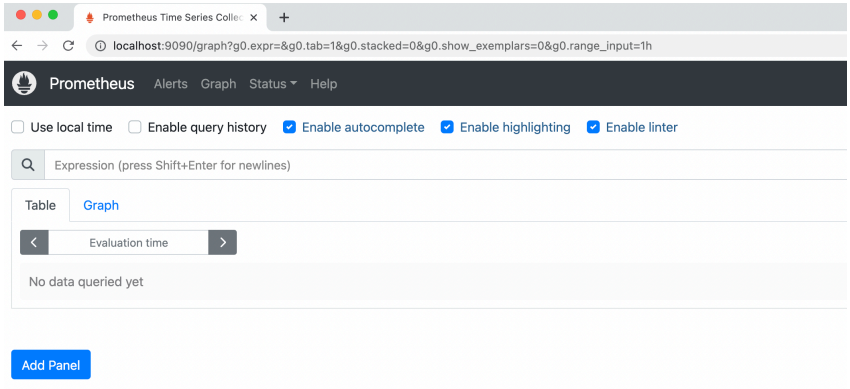 Prometheus Time Series Collec
localhost:9090/graph?g0.expr=&g0.tab=1&g0.stacked=0&g0.show_exemplars=0&g0.range_input=1h
Prometheus Alerts Graph Status Help
Use local time Enable query history Enable autocomplete Enable highlighting Enable linter
Expression (press Shift+Enter for newlines)
Table Graph
Evaluation time
No data queried yet
Add Panel